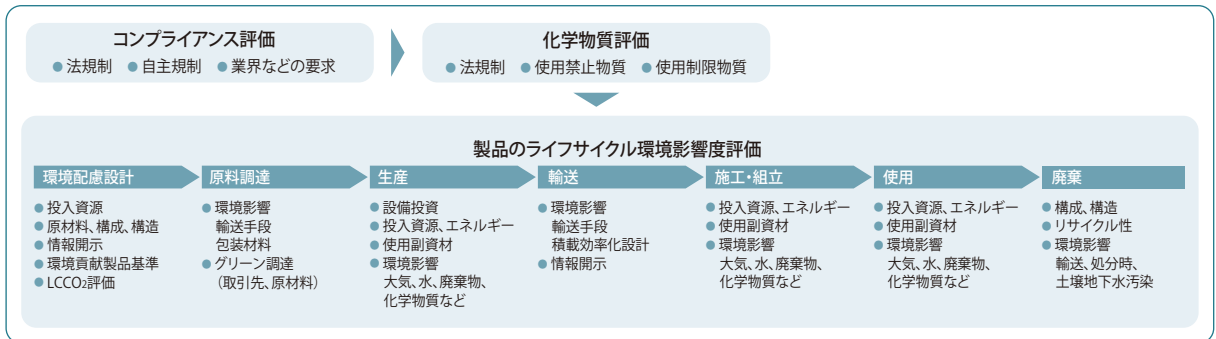 コンプライアンス評価
● 法規制 ● 自主規制 ● 業界などの要求
化学物質評価
● 法規制 ● 使用禁止物質 ● 使用制限物質
製品のライフサイクル環境影響度評価
環境配慮設計
● 投入資源
● 原材料、構成、構造
● 情報開示
● 環境貢献製品基準
● LCCO₂評価
原料調達
● 環境影響
輸送手段
包装材料
● グリーン調達
（取引先、原材料）
生産
● 設備投資
● 投入資源、エネルギー
● 使用副資材
● 環境影響
大気、水、廃棄物、
化学物質など
輸送
● 環境影響
輸送手段
積載効率化設計
● 情報開示
施工・組立
● 投入資源、エネルギー
● 使用副資材
● 環境影響
大気、水、廃棄物、
化学物質など
使用
● 投入資源、エネルギー
● 使用副資材
● 環境影響
大気、水、廃棄物、
化学物質など
廃棄
● 構成、構造
● リサイクル性
● 環境影響
輸送、処分時、
土壌地下水汚染